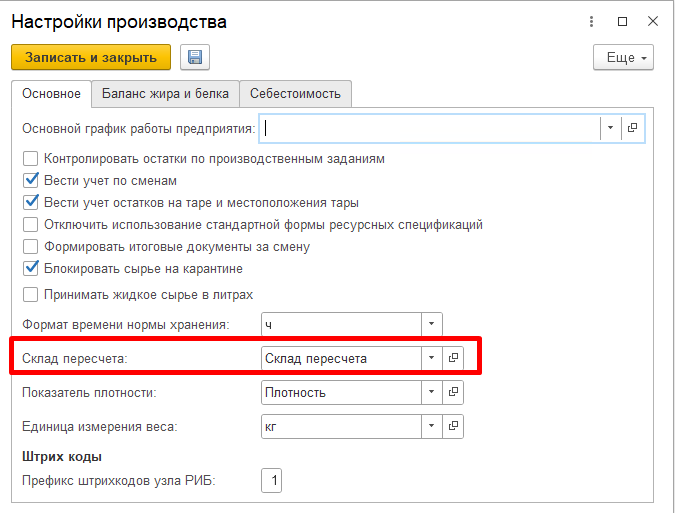 Настройки производства
Записать и закрыть Еще
Основное Баланс жира и белка Себестоимость
Основной график работы предприятия:
Контролировать остатки по производственным заданиям
Вести учет по сменам
Вести учет остатков на таре и местоположения тары
Отключить использование стандартной формы ресурсных спецификаций
Формировать итоговые документы за смену
Блокировать сырье на карантине
Принимать жидкое сырье в литрах
Формат времени нормы хранения: ч
Склад пересчета: Склад пересчета
Показатель плотности: Плотность
Единица измерения веса: кг
Штрих коды
Префикс штрихкодов узла РИБ: 1